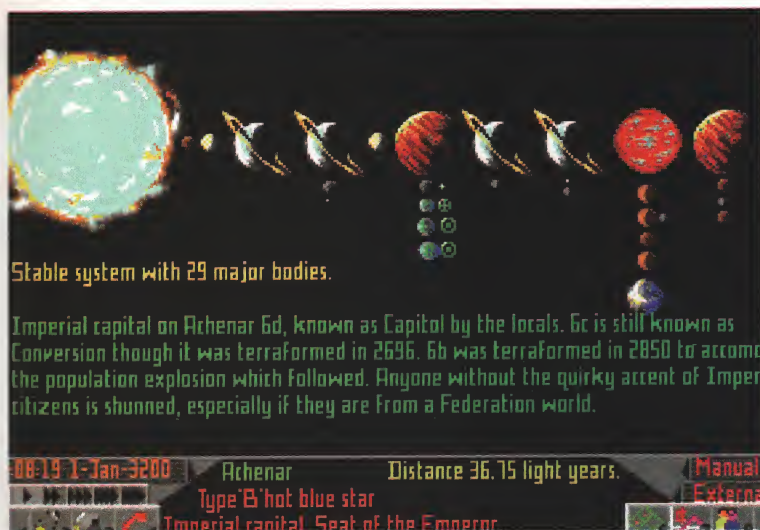 Stable system with 29 major bodies.
Imperial capital on Achenar 6d, known as Capitol by the locals. 6c is still known as
Conversion though it was terraformed in 2696. 6b was terraformed in 2850 to accomo
the population explosion which followed. Anyone without the quirky accent of Imper
citizens is shunned, especially if they are from a Federation world.
08:19 1-Jan-3200
Achenar
Distance 36.75 light years.
Manual
Type 'B' hot blue star
Externa
Imperial capital. Seat of the Emperor